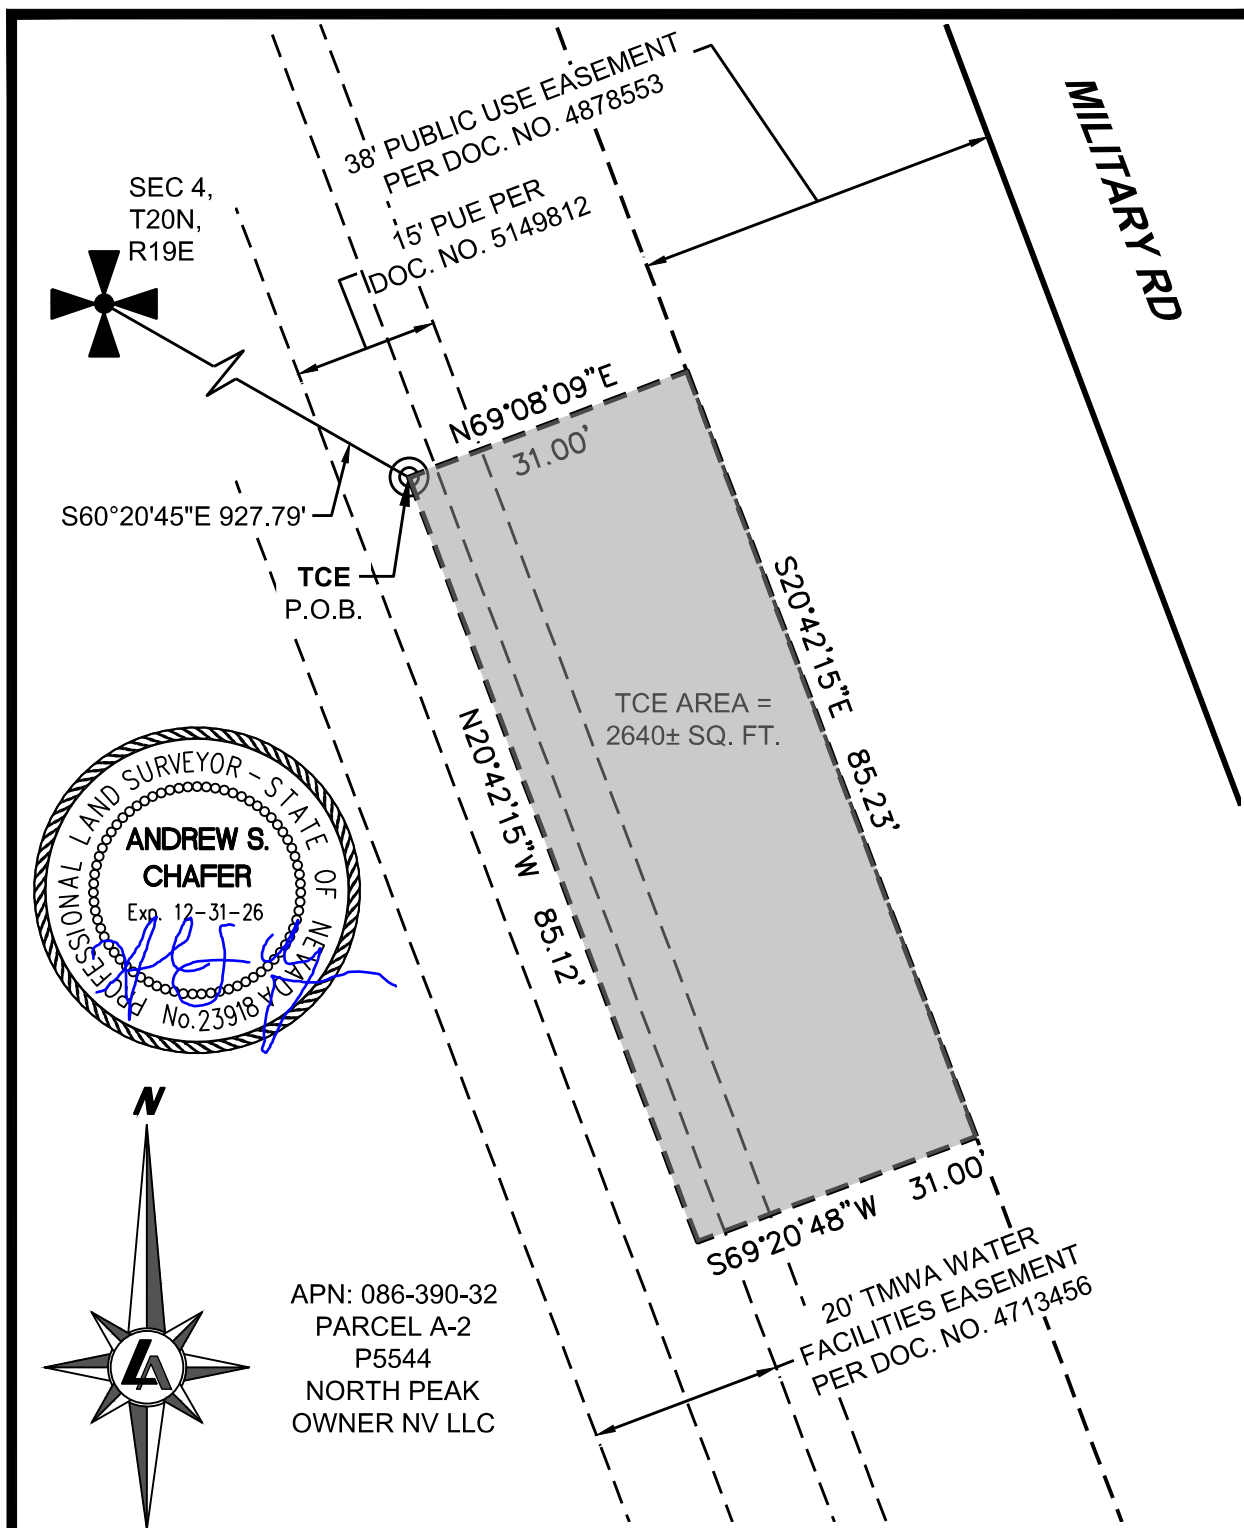 38' PUBLIC USE EASEMENT
PER DOC. NO. 4878553
MILITARY RD
SEC 4,
T20N,
R19E
15' PUE PER
DOC. NO. 5149812
N69°08'09"E
31.00'
S60°20'45"E 927.79'
TCE
P.O.B.
S20°42'15"E 85.23'
TCE AREA =
2640± SQ. FT.
N20°42'15"W 85.12'
PROFESSIONAL LAND SURVEYOR - STATE OF NEVADA
ANDREW S.
CHAFER
Exp. 12-31-26
No.23918
N
S69°20'48"W 31.00'
20' TMWA WATER
FACILITIES EASEMENT
PER DOC. NO. 4713456
APN: 086-390-32
PARCEL A-2
P5544
NORTH PEAK
OWNER NV LLC
LA